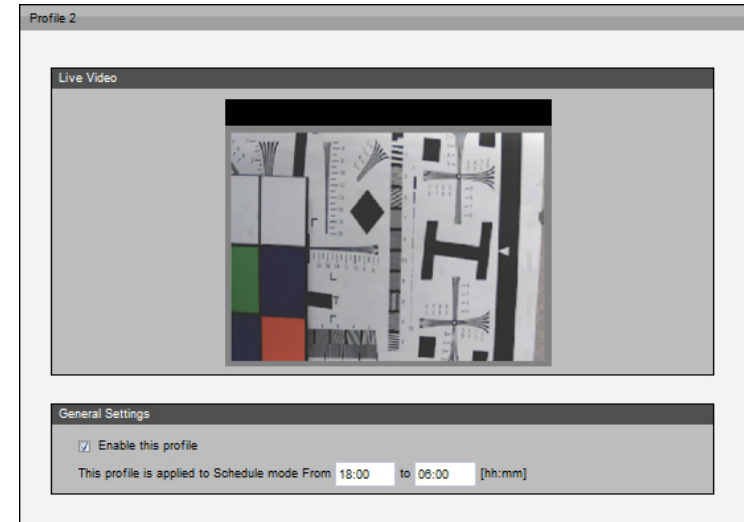 Profile 2
Live Video
General Settings
Enable this profile
This profile is applied to Schedule mode From 18:00 to 06:00 [hh:mm]